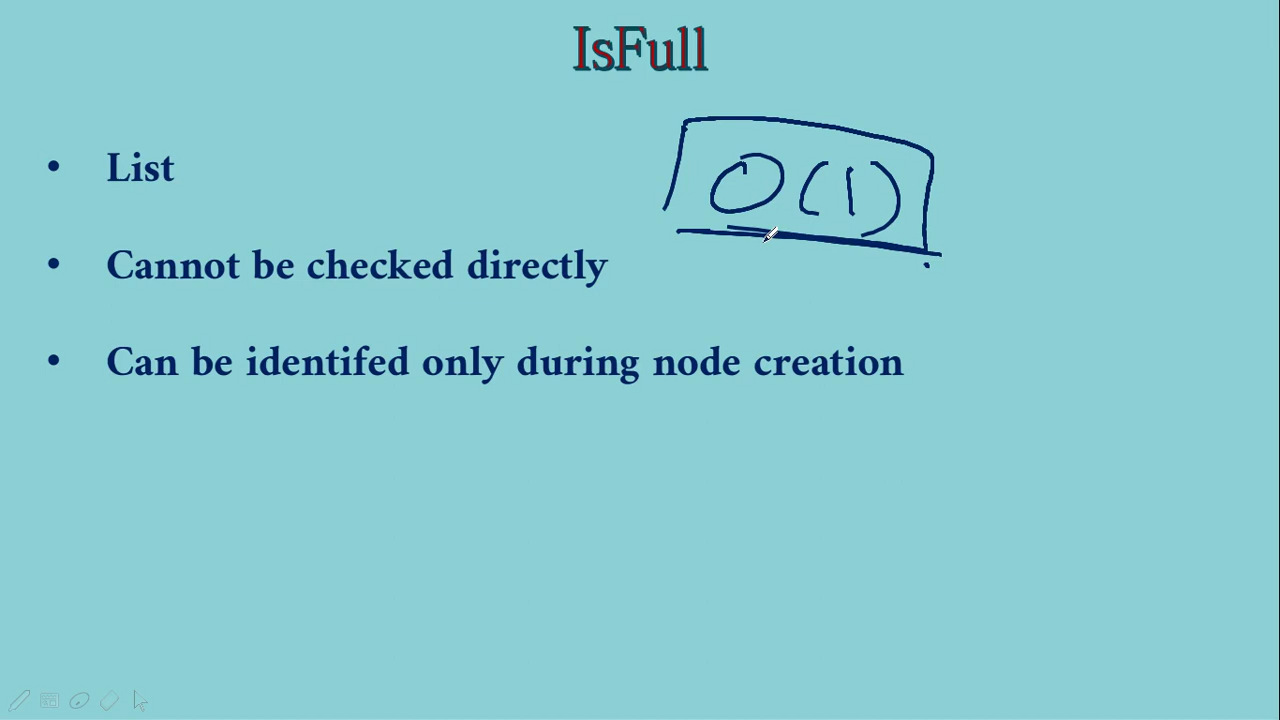 IsFull
• List
O(1)
• Cannot be checked directly
• Can be identifed only during node creation